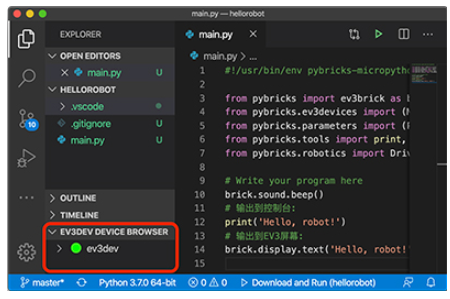 main.py — hellorobot
EXPLORER
main.py
OPEN EDITORS
main.py U
HELLOROBOT
.vscode
.gitignore U
main.py U
OUTLINE
TIMELINE
EV3DEV DEVICE BROWSER
ev3dev
main.py > ...
1 #!/usr/bin/env pybricks-micropyth
2
3 from pybricks import ev3brick as
4 from pybricks.ev3devices import (
5 from pybricks.parameters import (
6 from pybricks.tools import print,
7 from pybricks.robotics import Dri
8
9 # Write your program here
10 brick.sound.beep()
11 # 输出到控制台:
12 print('Hello, robot!')
13 # 输出到EV3屏幕:
14 brick.display.text('Hello, robot!
15
10
master* Python 3.7.0 64-bit 0 0 Download and Run (hellorobot)